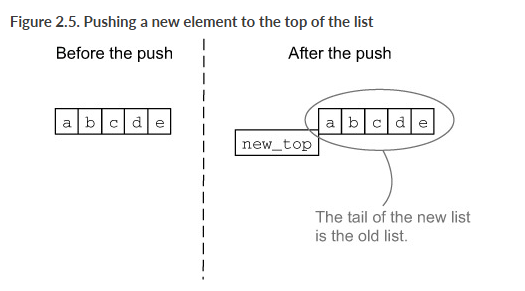 Figure 2.5. Pushing a new element to the top of the list
Before the push
After the push
a b c d e
a b c d e
new_top
The tail of the new list
is the old list.